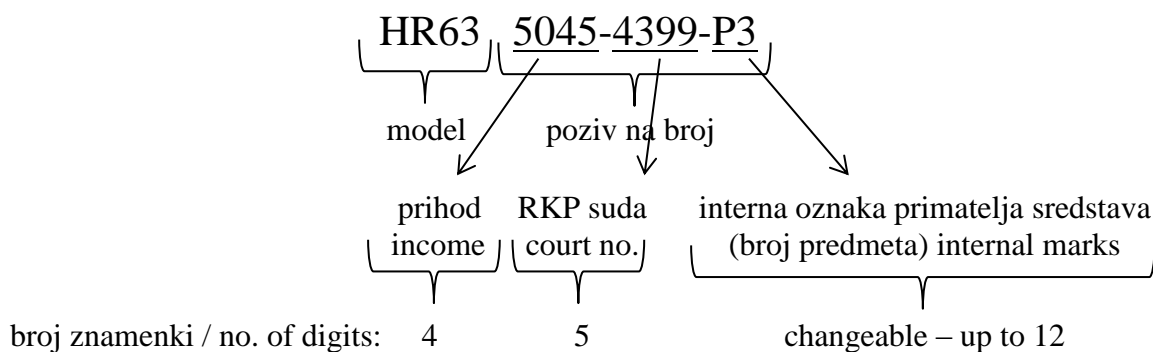 HR63 5045-4399-P3
model poziv na broj
prihod RKP suda interna oznaka primatelja sredstava
income court no. (broj predmeta) internal marks
broj znamenki / no. of digits: 4 5 changeable – up to 12